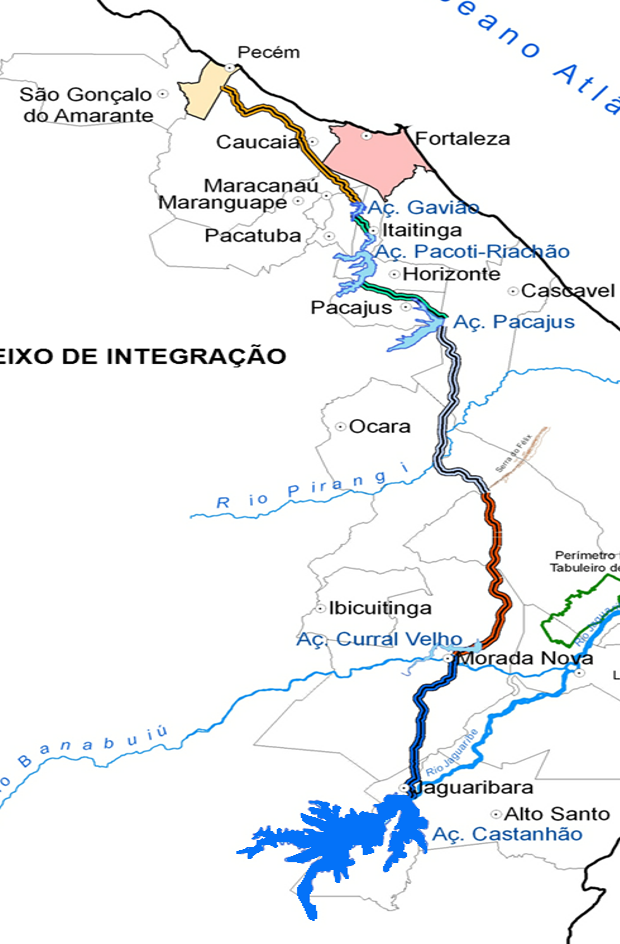 ceano Atlâ
Pecém
São Gonçalo
do Amarante
Caucaia
Fortaleza
Maracanaú
Maranguape
Aç. Gavião
Itaitinga
Pacatuba
Aç. Pacoti-Riachão
Horizonte
Cascavel
Pacajus
Aç. Pacajus
EIXO DE INTEGRAÇÃO
Ocara
Serra do Félix
Rio Pirangi
Perímetro
Tabuleiro de
Ibicuitinga
Rio Jagua
Aç. Curral Velho
Morada Nova
L
o Banabuiú
Rio Jaguaribe
Jaguaribara
Alto Santo
Aç. Castanhão